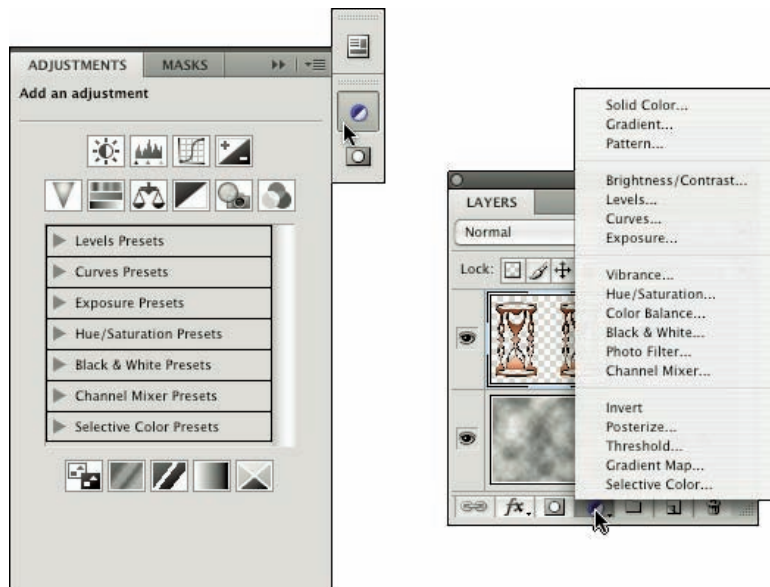 ADJUSTMENTS MASKS
Add an adjustment
Levels Presets
Curves Presets
Exposure Presets
Hue/Saturation Presets
Black & White Presets
Channel Mixer Presets
Selective Color Presets
LAYERS
Normal
Lock:
fx
Solid Color...
Gradient...
Pattern...
Brightness/Contrast...
Levels...
Curves...
Exposure...
Vibrance...
Hue/Saturation...
Color Balance...
Black & White...
Photo Filter...
Channel Mixer...
Invert
Posterize...
Threshold...
Gradient Map...
Selective Color...